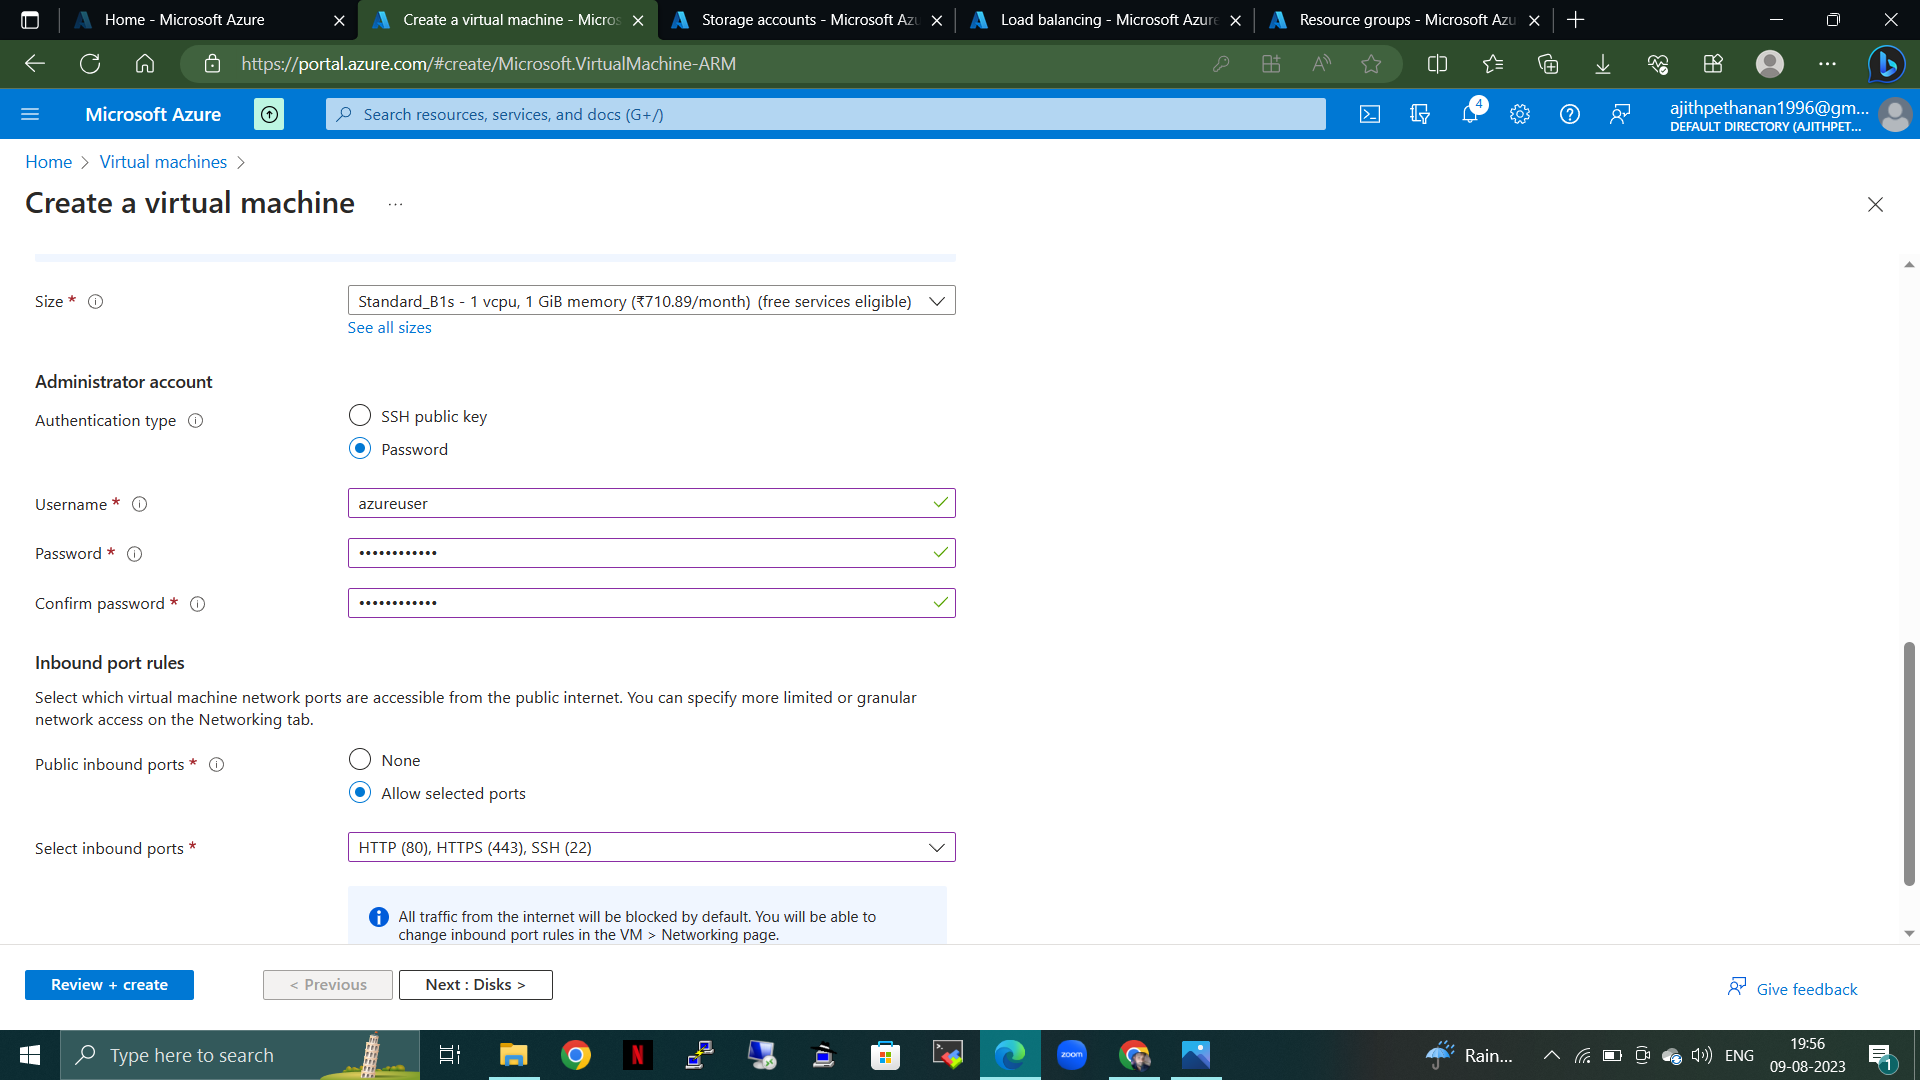 Home - Microsoft Azure
Create a virtual machine - Micros
Storage accounts - Microsoft Azu
Load balancing - Microsoft Azure
Resource groups - Microsoft Azu
https://portal.azure.com/#create/Microsoft.VirtualMachine-ARM
Microsoft Azure
Search resources, services, and docs (G+/)
4
ajithpethanan1996@gm...
DEFAULT DIRECTORY (AJITHPET...
Home > Virtual machines >
Create a virtual machine ...
Size *
Standard_B1s - 1 vcpu, 1 GiB memory (₹710.89/month) (free services eligible)
See all sizes
Administrator account
Authentication type
SSH public key
Password
Username *
azureuser
Password *
••••••••••••
Confirm password *
••••••••••••
Inbound port rules
Select which virtual machine network ports are accessible from the public internet. You can specify more limited or granular
network access on the Networking tab.
Public inbound ports *
None
Allow selected ports
Select inbound ports *
HTTP (80), HTTPS (443), SSH (22)
All traffic from the internet will be blocked by default. You will be able to
change inbound port rules in the VM > Networking page.
Review + create
< Previous
Next : Disks >
Give feedback
Type here to search
zoom
Rain...
ENG
19:56
09-08-2023
1